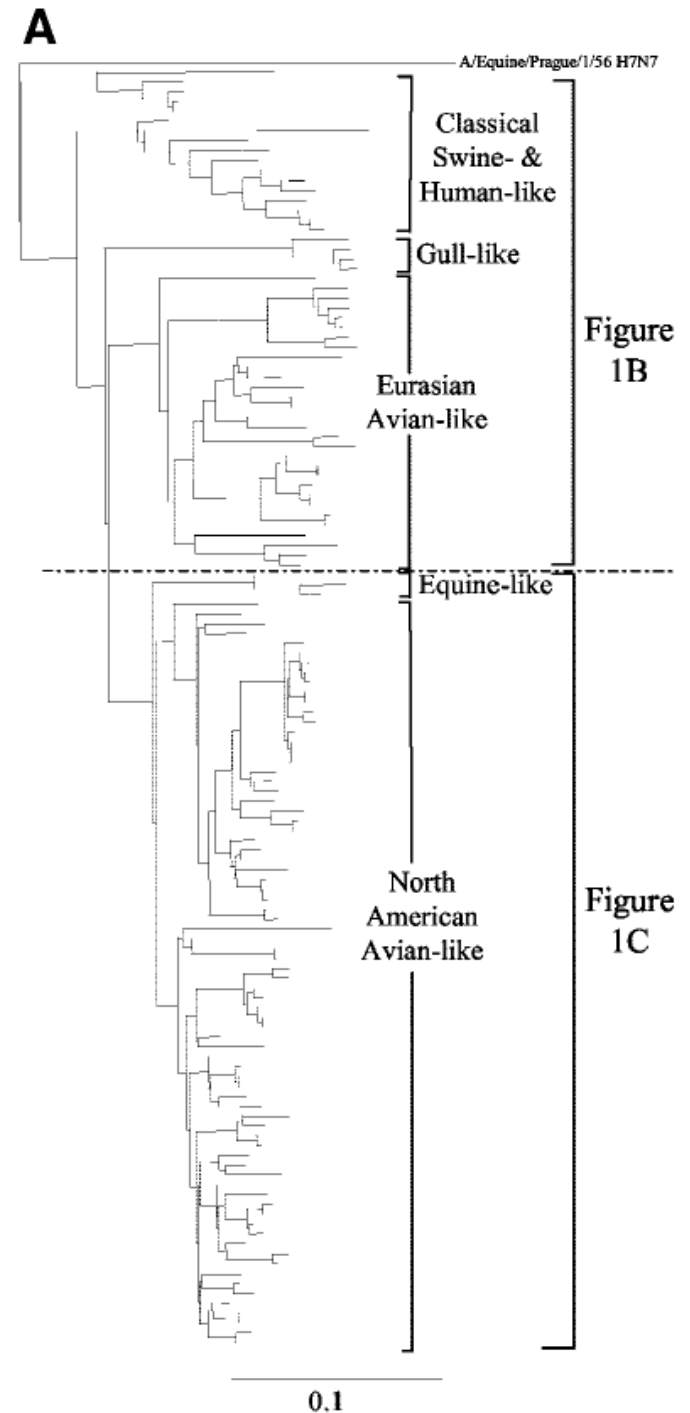 A
A/Equine/Prague/1/56 H7N7
Classical
Swine- &
Human-like
Gull-like
Figure
1B
Eurasian
Avian-like
Equine-like
North
American
Avian-like
Figure
1C
0.1